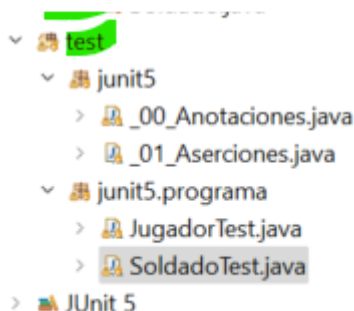 test
junit5
_00_Anotaciones.java
_01_Aserciones.java
junit5.programa
JugadorTest.java
SoldadoTest.java
JUnit 5